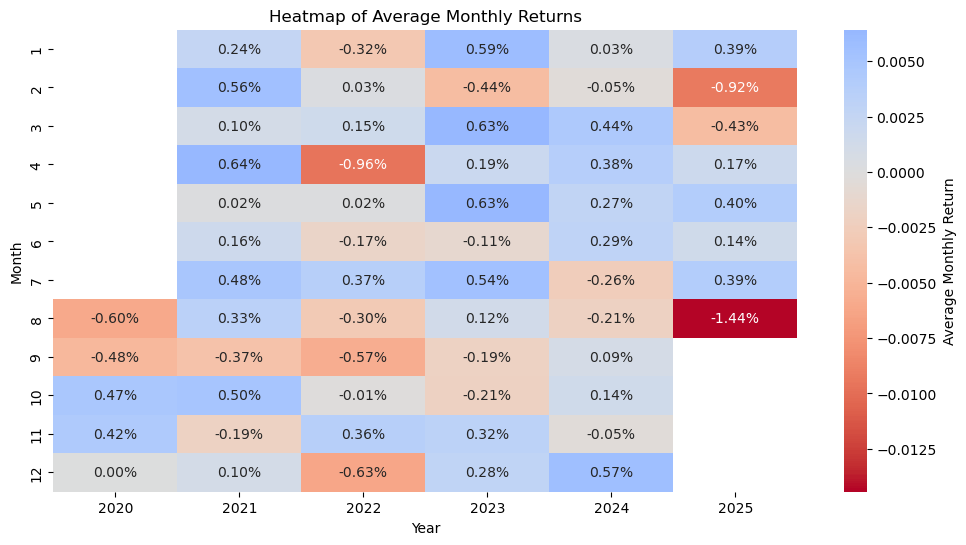 Heatmap of Average Monthly Returns
1 0.24% -0.32% 0.59% 0.03% 0.39%
2 0.56% 0.03% -0.44% -0.05% -0.92%
3 0.10% 0.15% 0.63% 0.44% -0.43%
4 0.64% -0.96% 0.19% 0.38% 0.17%
5 0.02% 0.02% 0.63% 0.27% 0.40%
6 0.16% -0.17% -0.11% 0.29% 0.14%
7 0.48% 0.37% 0.54% -0.26% 0.39%
8 -0.60% 0.33% -0.30% 0.12% -0.21% -1.44%
9 -0.48% -0.37% -0.57% -0.19% 0.09%
10 0.47% 0.50% -0.01% -0.21% 0.14%
11 0.42% -0.19% 0.36% 0.32% -0.05%
12 0.00% 0.10% -0.63% 0.28% 0.57%
2020 2021 2022 2023 2024 2025
Year
Month
0.0050
0.0025
0.0000
−0.0025
−0.0050
−0.0075
−0.0100
−0.0125
Average Monthly Return